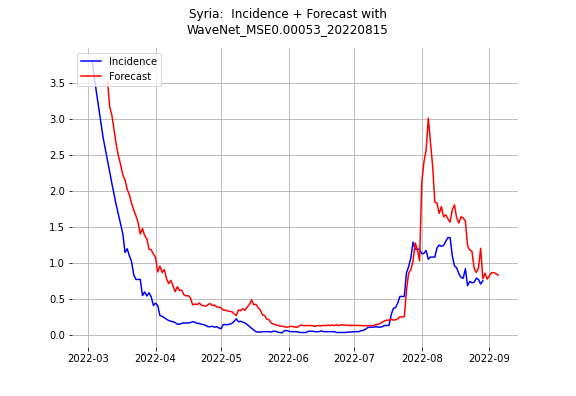 Syria:  Incidence + Forecast with
WaveNet_MSE0.00053_20220815
Incidence
Forecast
3.5
3.0
2.5
2.0
1.5
1.0
0.5
0.0
2022-03 2022-04 2022-05 2022-06 2022-07 2022-08 2022-09